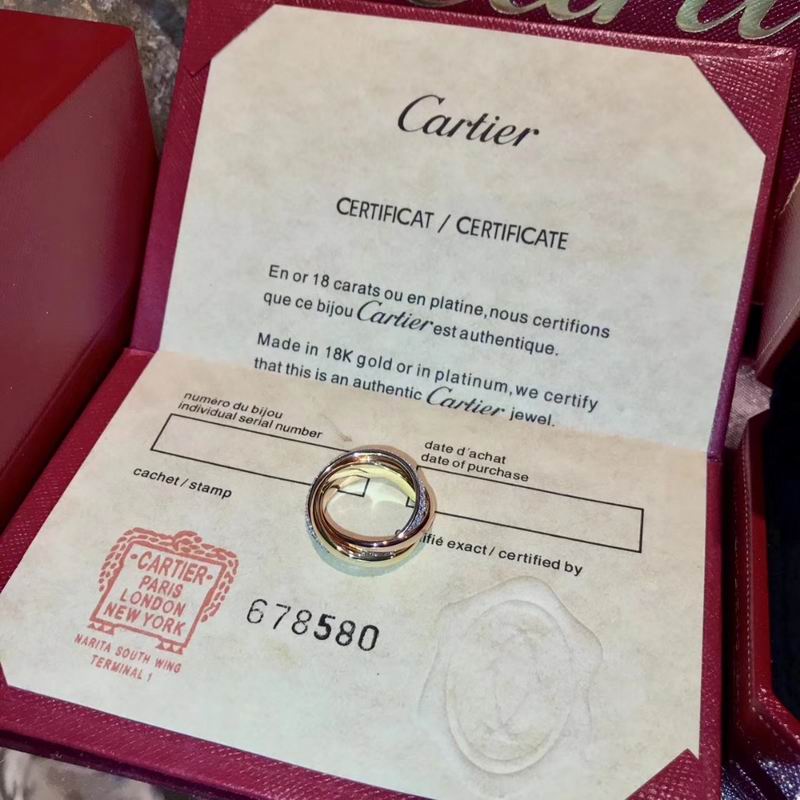 Cartier
CERTIFICAT / CERTIFICATE
En or 18 carats ou en platine,nous certifions
que ce bijou Cartier est authentique.
Made in 18K gold or in platinum,we certify
that this is an authentic Cartier jewel.
numéro du bijou
individual serial number
date d'achat
date of purchase
cachet / stamp
ifié exact / certified by
-CARTIER-
PARIS
LONDON
NEW YORK
NARITA SOUTH WING
TERMINAL 1
678580